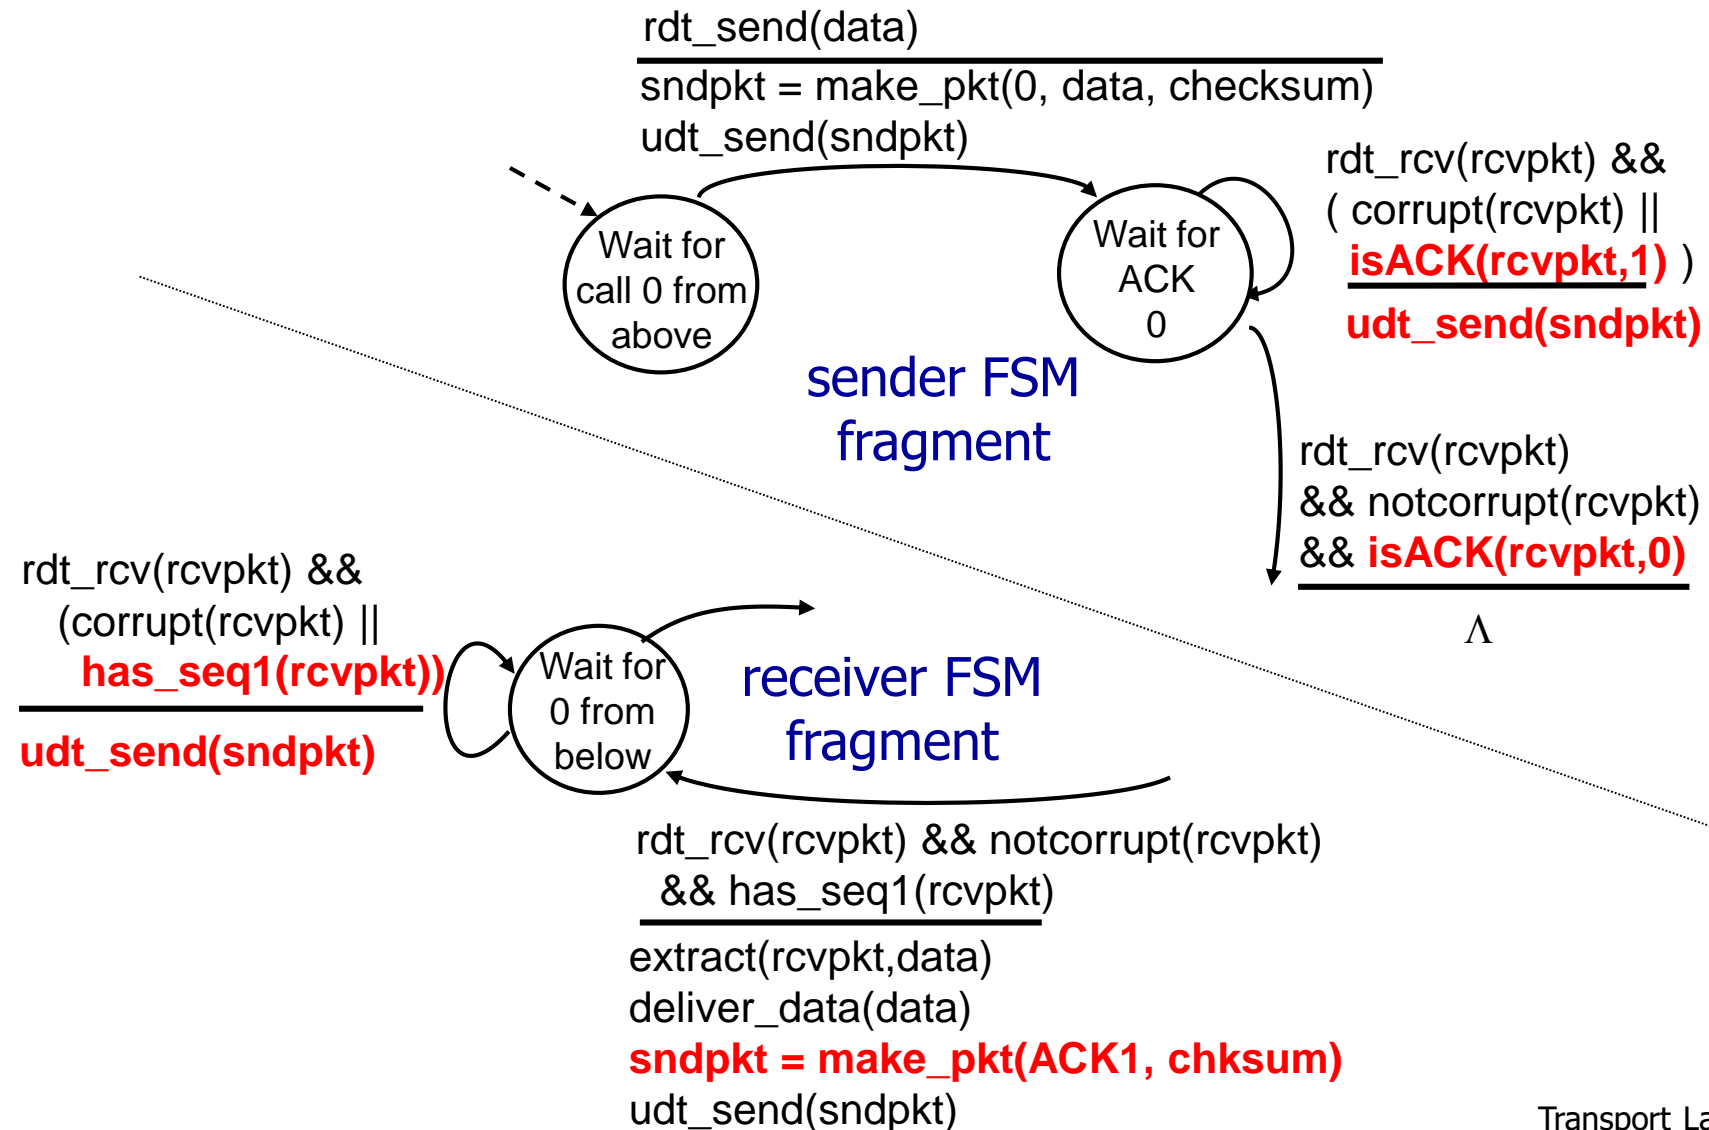 rdt_send(data)
sndpkt = make_pkt(0, data, checksum)
udt_send(sndpkt)
Wait for
call 0 from
above
Wait for
ACK
0
rdt_rcv(rcvpkt) &&
( corrupt(rcvpkt) ||
isACK(rcvpkt,1) )
udt_send(sndpkt)
sender FSM
fragment
rdt_rcv(rcvpkt)
&& notcorrupt(rcvpkt)
&& isACK(rcvpkt,0)
Λ
rdt_rcv(rcvpkt) &&
(corrupt(rcvpkt) ||
has_seq1(rcvpkt))
udt_send(sndpkt)
Wait for
0 from
below
receiver FSM
fragment
rdt_rcv(rcvpkt) && notcorrupt(rcvpkt)
&& has_seq1(rcvpkt)
extract(rcvpkt,data)
deliver_data(data)
sndpkt = make_pkt(ACK1, chksum)
udt_send(sndpkt)
Transport La